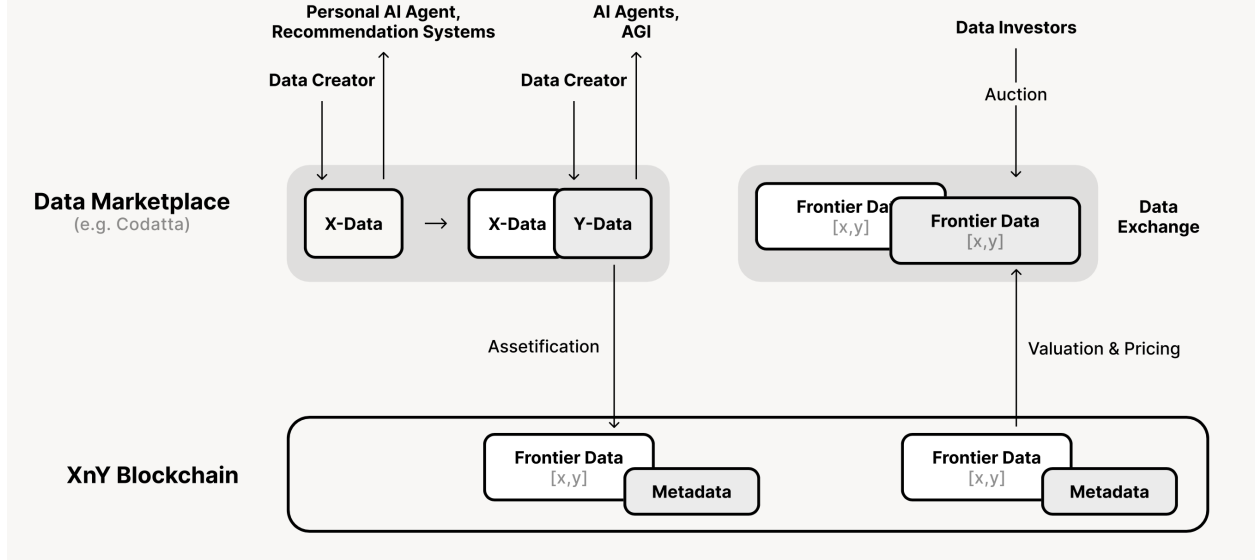 Personal AI Agent,
Recommendation Systems
AI Agents,
AGI
Data Investors
Data Creator
Data Creator
Auction
Data Marketplace
(e.g. Codatta)
X-Data
X-Data
Y-Data
Frontier Da
[x,y]
Frontier Data
[x,y]
Data
Exchange
Assetification
Valuation & Pricing
XnY Blockchain
Frontier Data
[x,y]
Metadata
Frontier Data
[x,y]
Metadata